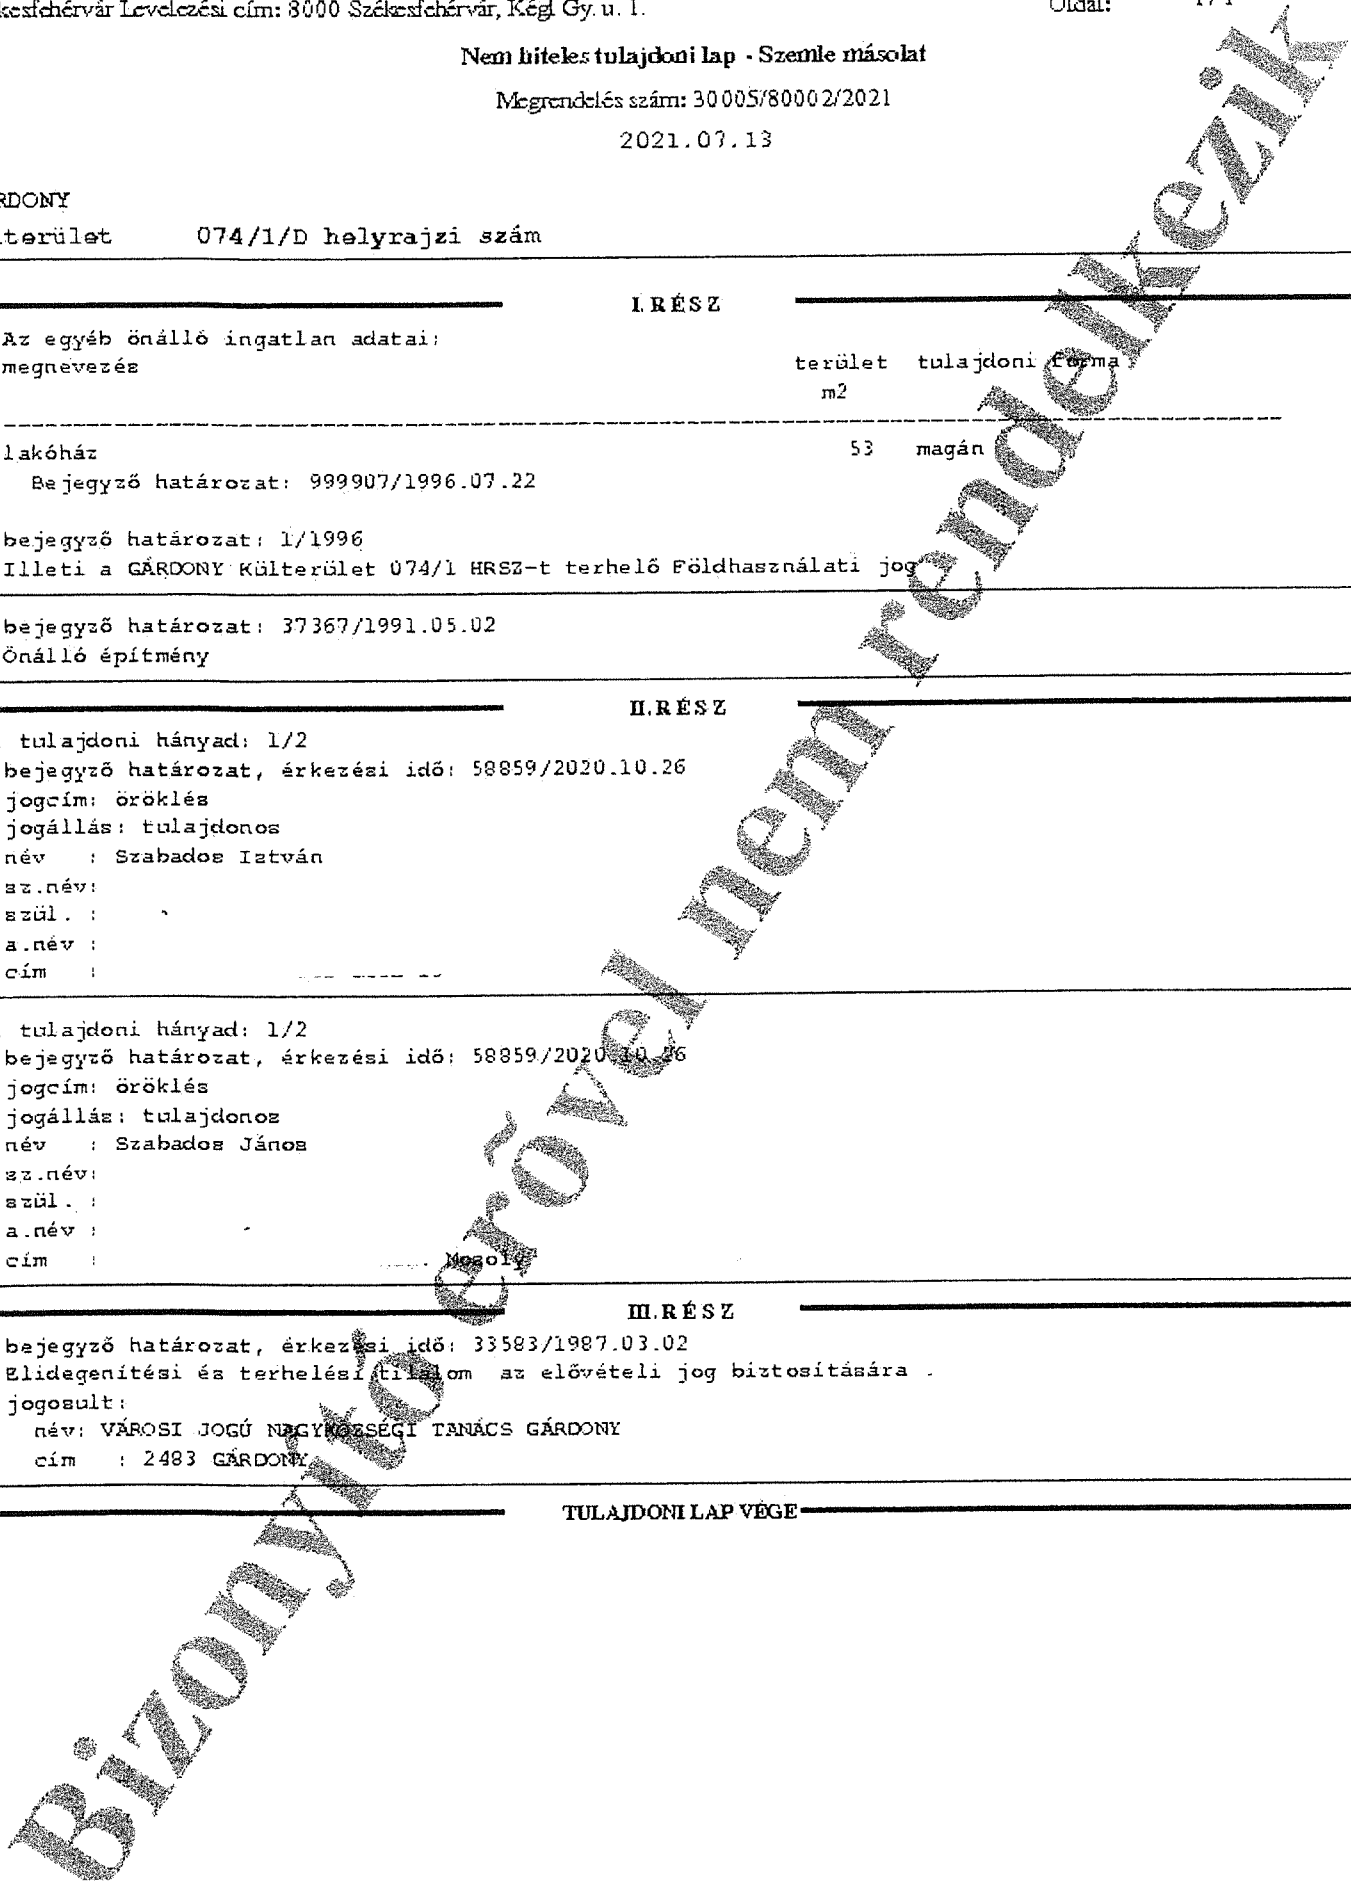 kesfehérvár Levelezési cím: 8000 Székesfehérvár, Kégl Gy. u. 1.
Oldal: 1 / 1
Nem hiteles tulajdoni lap - Szemle másolat
Megrendelés szám: 30005/80002/2021
2021.07.13
RDONY
terület 074/1/D helyrajzi szám
I. RÉSZ
Az egyéb önálló ingatlan adatai:
megnevezés terület tulajdoni forma
m2
lakóház 53 magán
Bejegyző határozat: 999907/1996.07.22
bejegyző határozat: 1/1996
Illeti a GÁRDONY Külterület 074/1 HRSZ-t terhelő Földhasználati jog
bejegyző határozat: 37367/1991.05.02
Önálló építmény
II. RÉSZ
tulajdoni hányad: 1/2
bejegyző határozat, érkezési idő: 58859/2020.10.26
jogcím: öröklés
jogállás: tulajdonos
név : Szabados István
sz.név:
szül. :
a.név :
cím :
tulajdoni hányad: 1/2
bejegyző határozat, érkezési idő: 58859/2020.10.26
jogcím: öröklés
jogállás: tulajdonos
név : Szabados János
sz.név:
szül. :
a.név :
cím : Mosoly
III. RÉSZ
bejegyző határozat, érkezési idő: 33583/1987.03.02
Elidegenítési és terhelési tilalom az elővételi jog biztosítására .
jogosult:
név: VÁROSI JOGÚ NAGYKÖZSÉGI TANÁCS GÁRDONY
cím : 2483 GÁRDONY
TULAJDONI LAP VÉGE
Bizonyító erővel nem rendelkezik